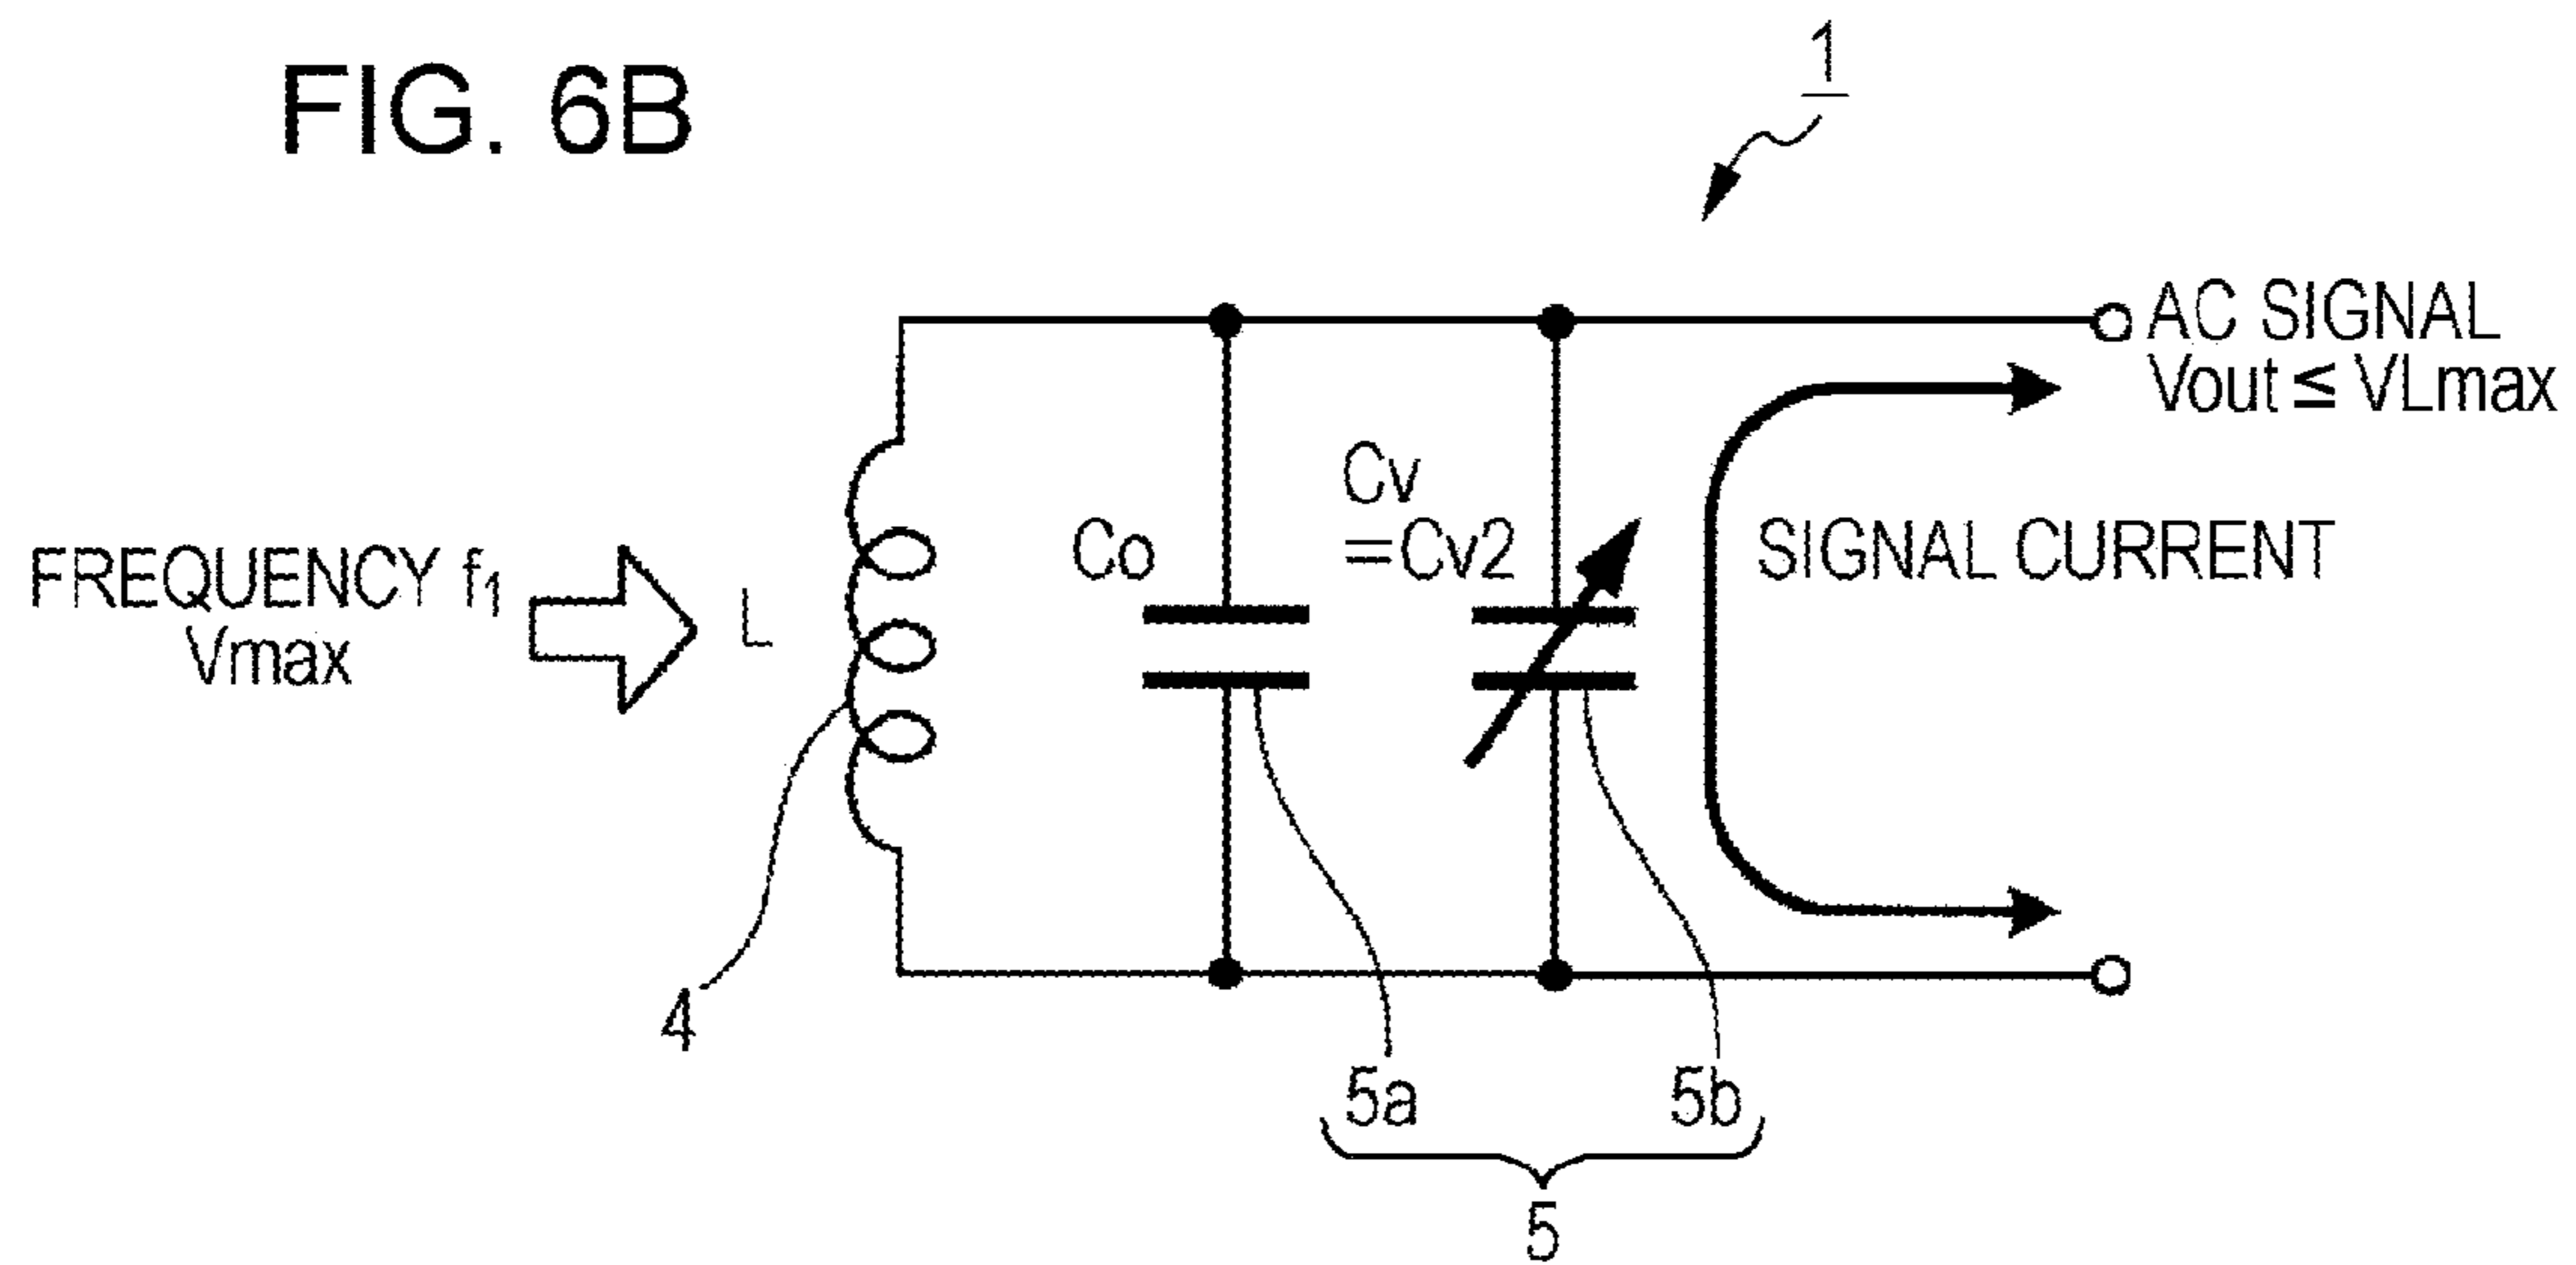 FIG. 6B
1
AC SIGNAL
Vout ≤ VLmax
Cv
=Cv2
Co
SIGNAL CURRENT
FREQUENCY f1
Vmax
L
4
5a
5b
5